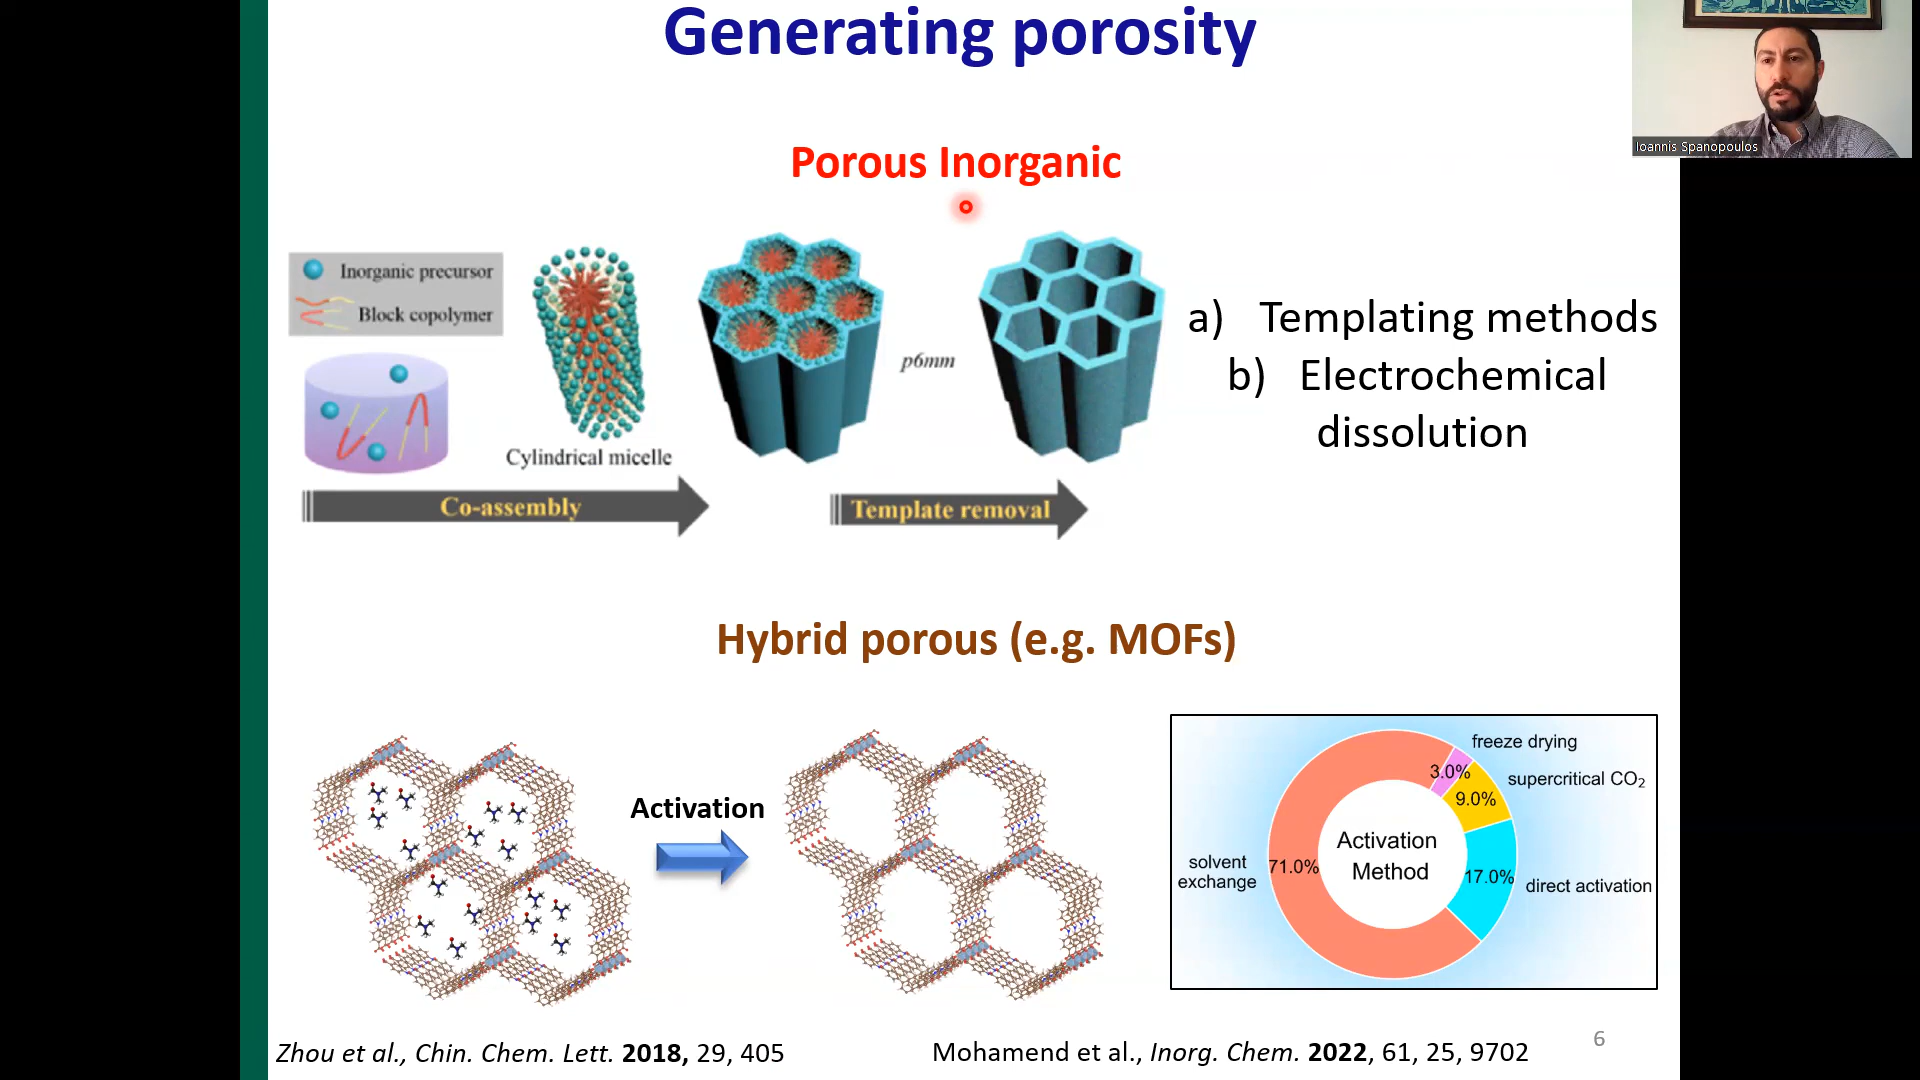 Generating porosity
Ioannis Spanopoulos
Porous Inorganic
Inorganic precursor
Block copolymer
Cylindrical micelle
p6mm
Co-assembly
Template removal
a) Templating methods
b) Electrochemical
dissolution
Hybrid porous (e.g. MOFs)
Activation
freeze drying
3.0%
supercritical CO2
9.0%
Activation
Method
solvent
exchange
71.0%
17.0%
direct activation
Zhou et al., Chin. Chem. Lett. 2018, 29, 405
Mohamend et al., Inorg. Chem. 2022, 61, 25, 9702
6